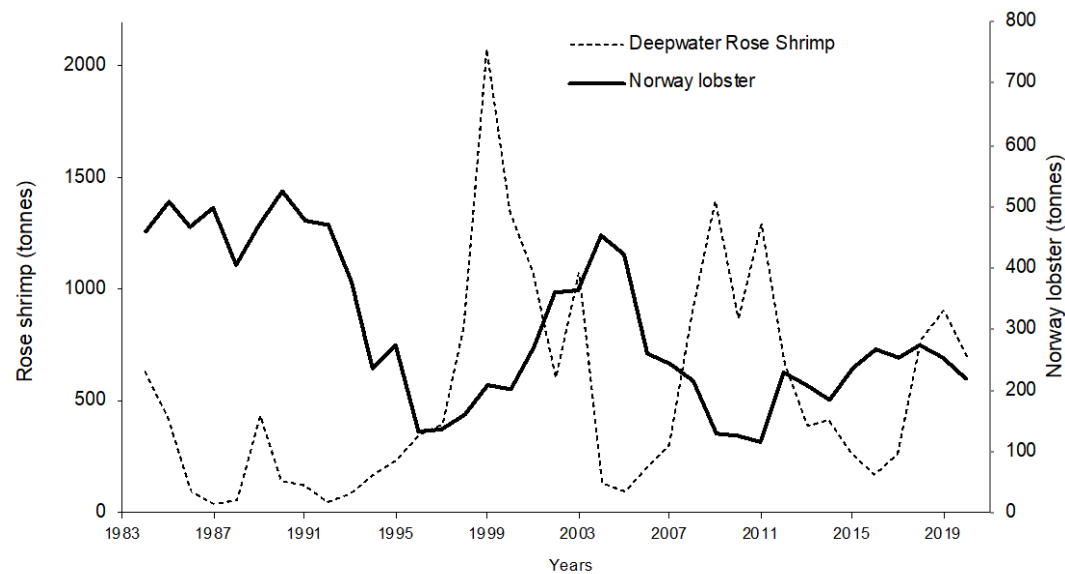 Deepwater Rose Shrimp
Norway lobster
Rose shrimp (tonnes)
2000
1500
1000
500
0
800
700
600
500
400
300
200
100
0
Norway lobster (tonnes)
1983 1987 1991 1995 1999 2003 2007 2011 2015 2019
Years